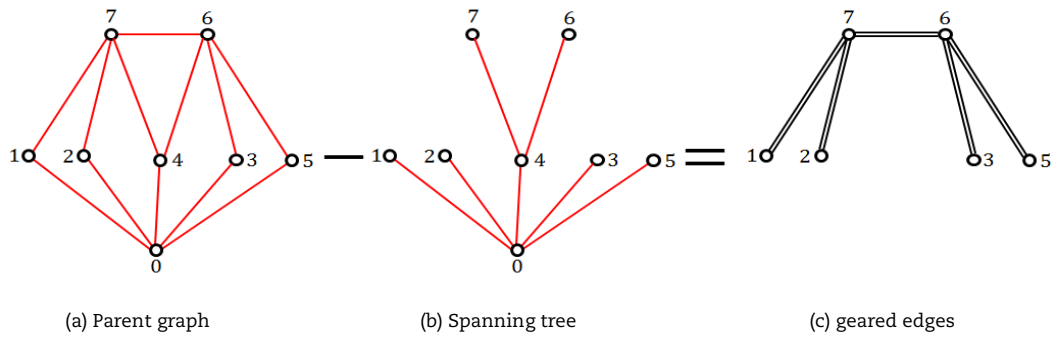 7 6 7 6 7 6
1 2 4 3 5 1 2 4 3 5 1 2 3 5
0 0
(a) Parent graph (b) Spanning tree (c) geared edges